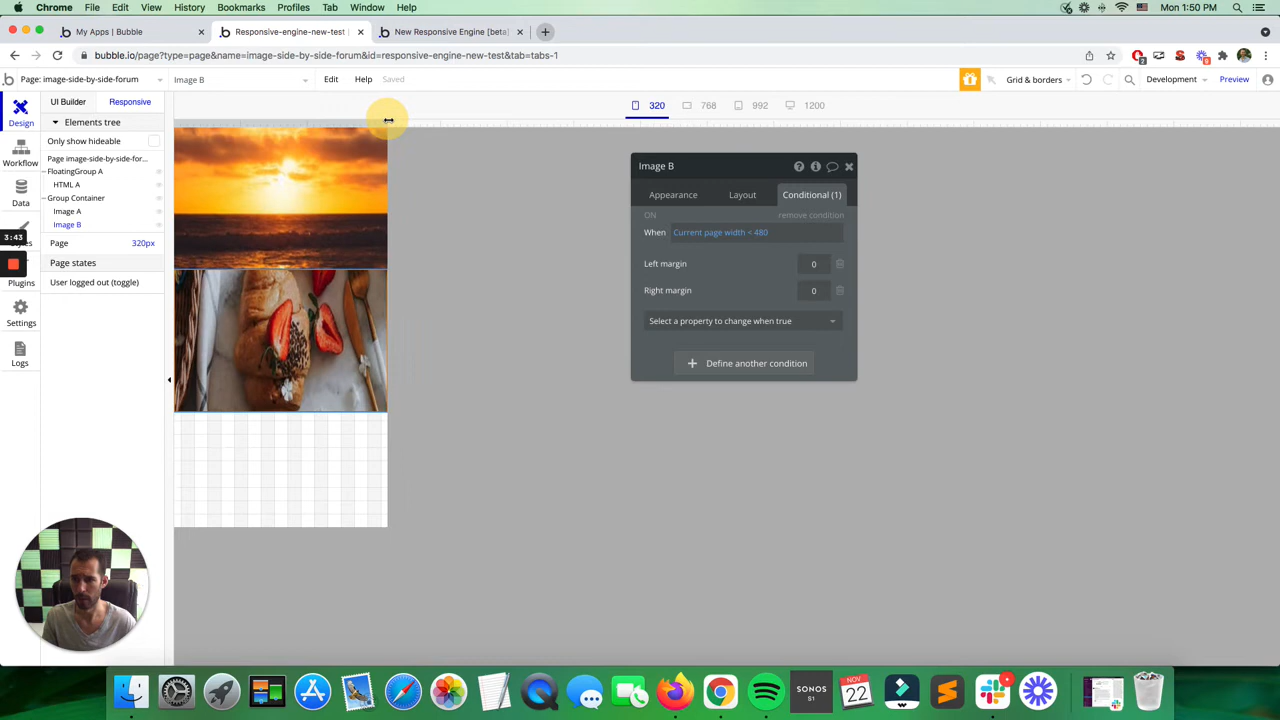 Chrome File Edit View History Bookmarks Profiles Tab Window Help Mon 1:50 PM
My Apps | Bubble Responsive-engine-new-test | New Responsive Engine [beta]
bubble.io/page?type=page&name=image-side-by-side-forum&id=responsive-engine-new-test&tab=tabs-1
Page: image-side-by-side-forum Image B Edit Help Saved Grid & borders Development Preview
UI Builder Responsive
320 768 992 1200
Design
Elements tree
Only show hideable
Workflow
Page image-side-by-side-for...
FloatingGroup A
HTML A
Group Container
Data
Image A
Image B
3:43
Page 320px
Page states
Plugins
User logged out (toggle)
Settings
Logs
Image B
Appearance Layout Conditional (1)
ON remove condition
When Current page width < 480
Left margin 0
Right margin 0
Select a property to change when true
Define another condition
SONOS
S1
NOV
22